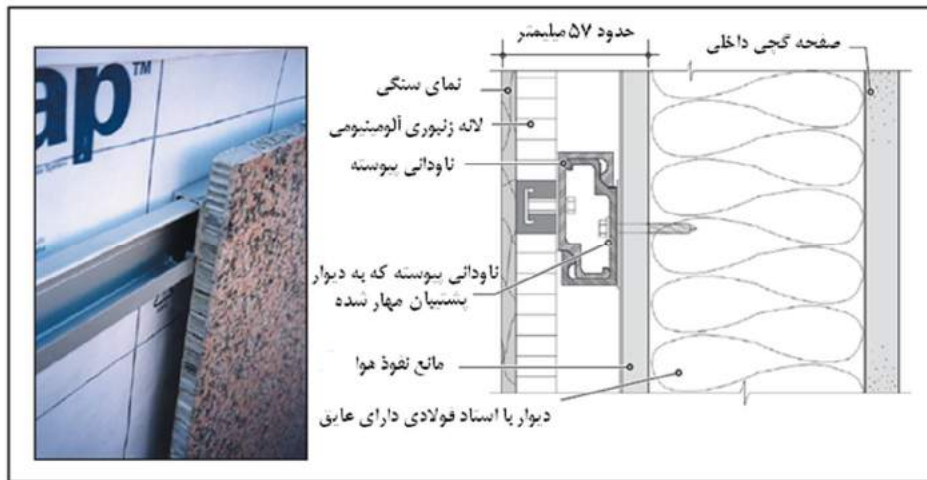 حدود ۵۷ میلیمتر
صفحه گچی داخلی
نمای سنگی
لانه زنبوری آلومینیومی
ناودانی پیوسته
ناودانی پیوسته که به دیوار
پشتیبان مهار شده
مانع نفوذ هوا
دیوار با استاد فولادی دارای عایق
ap™